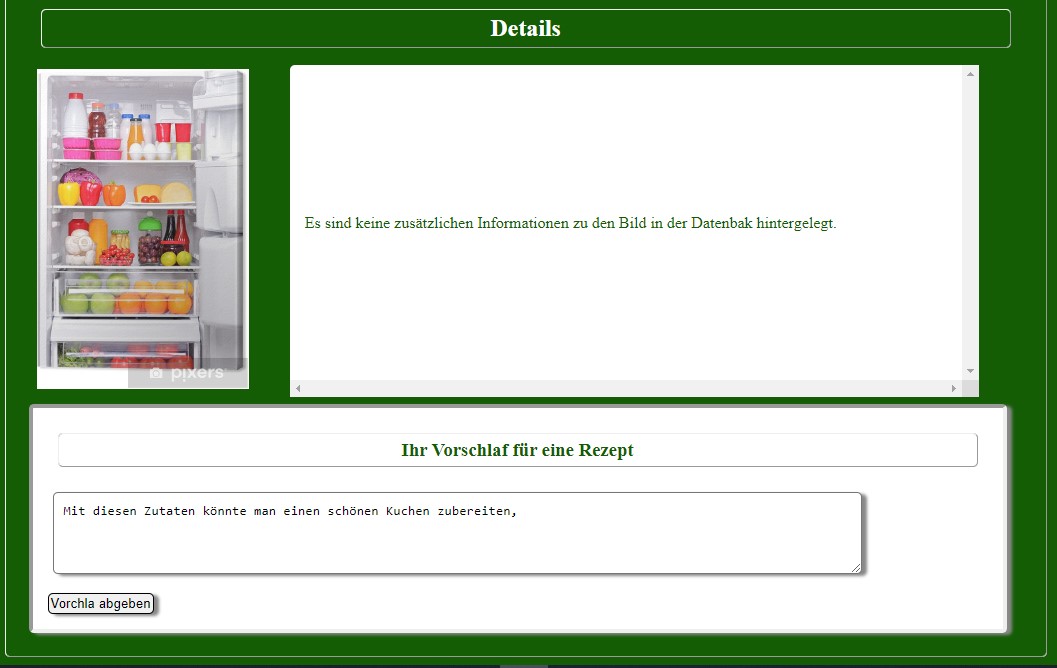 Details
Es sind keine zusätzlichen Informationen zu den Bild in der Datenbak hintergelegt.
pixers
Ihr Vorschlaf für eine Rezept
Mit diesen Zutaten könnte man einen schönen Kuchen zubereiten,
Vorchla abgeben